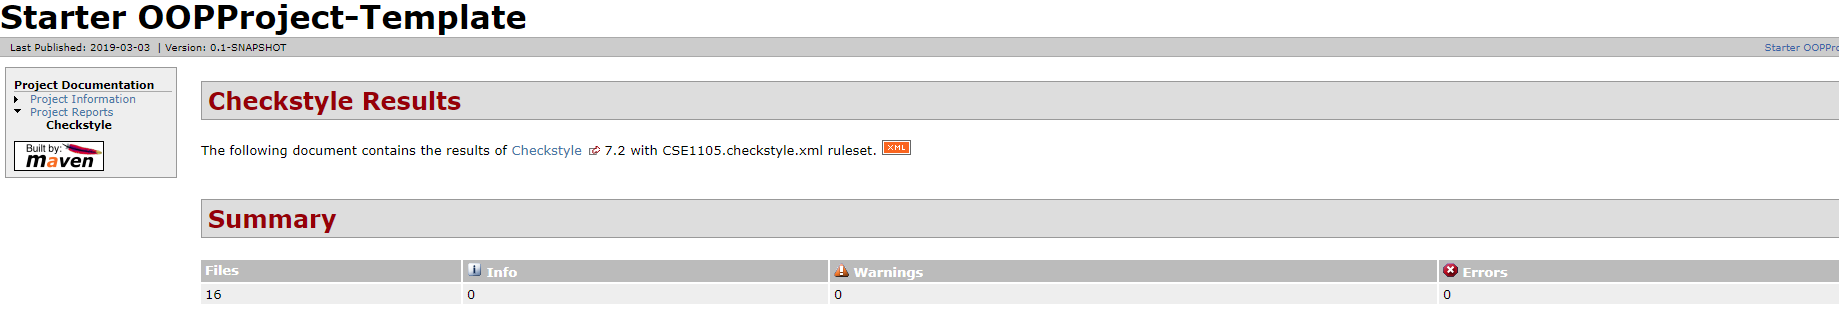 Starter OOPProject-Template
Last Published: 2019-03-03 | Version: 0.1-SNAPSHOT
Starter OOPPro
Project Documentation
Project Information
Project Reports
Checkstyle
Built by:
maven
Checkstyle Results
The following document contains the results of Checkstyle 7.2 with CSE1105.checkstyle.xml ruleset. XML
Summary
Files Info Warnings Errors
16 0 0 0